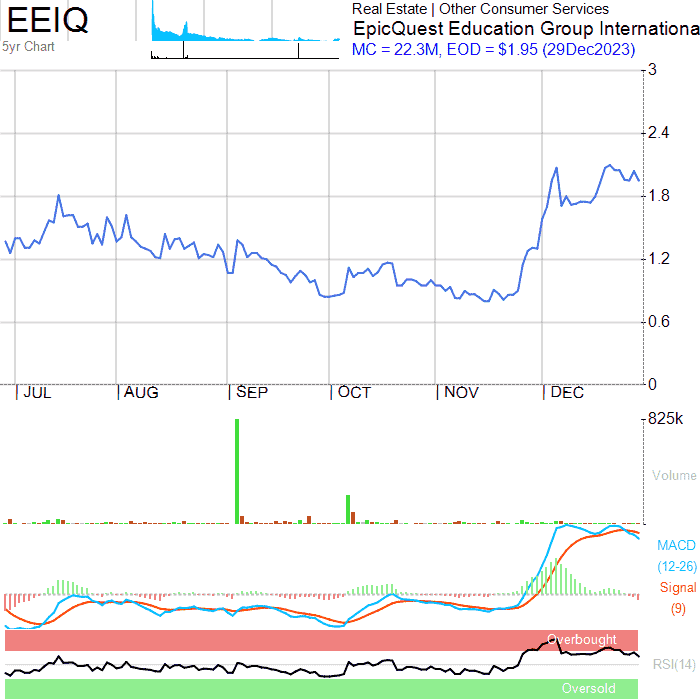 EEIQ
5yr Chart
Real Estate | Other Consumer Services
EpicQuest Education Group Internationa
MC = 22.3M, EOD = $1.95 (29Dec2023)
3
2.4
1.8
1.2
0.6
0
| JUL | AUG | SEP | OCT | NOV | DEC
825k
Volume
MACD
(12-26)
Signal
(9)
Overbought
RSI(14)
Oversold